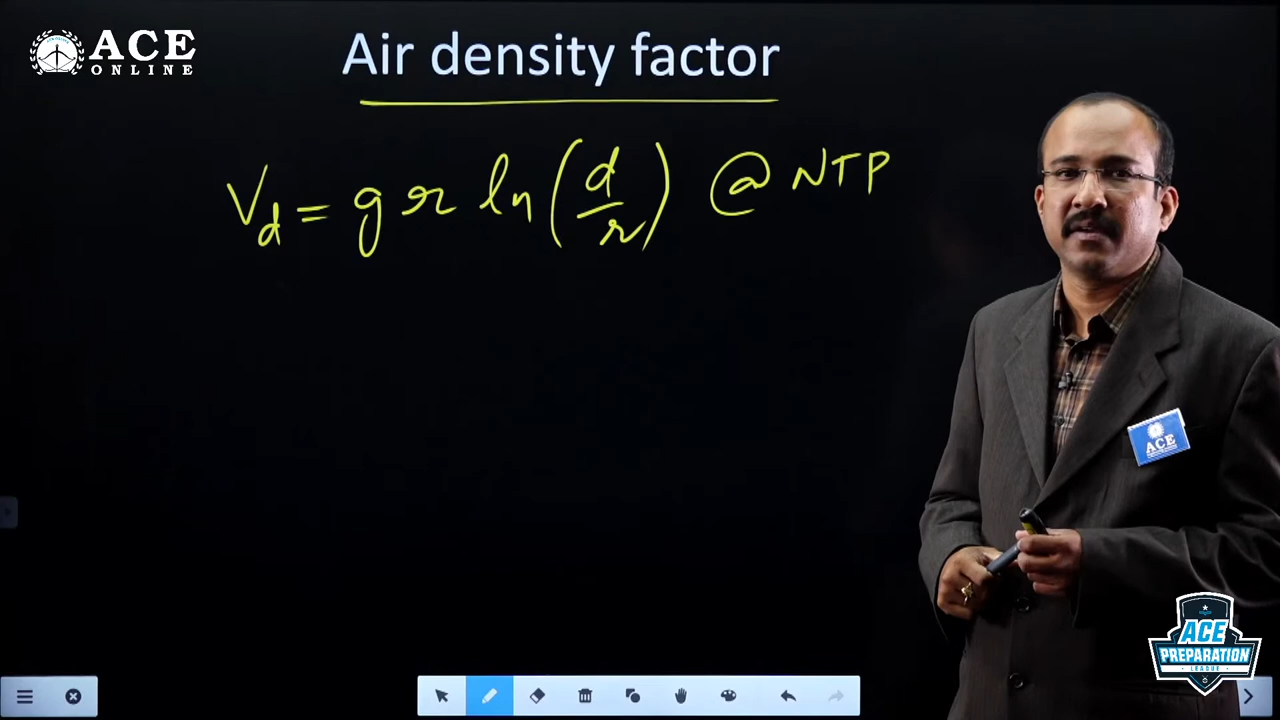 ACE
ONLINE
Air density factor
V_d = g r ln(d/r) @ NTP
ACE
ACE
PREPARATION
LEAGUE